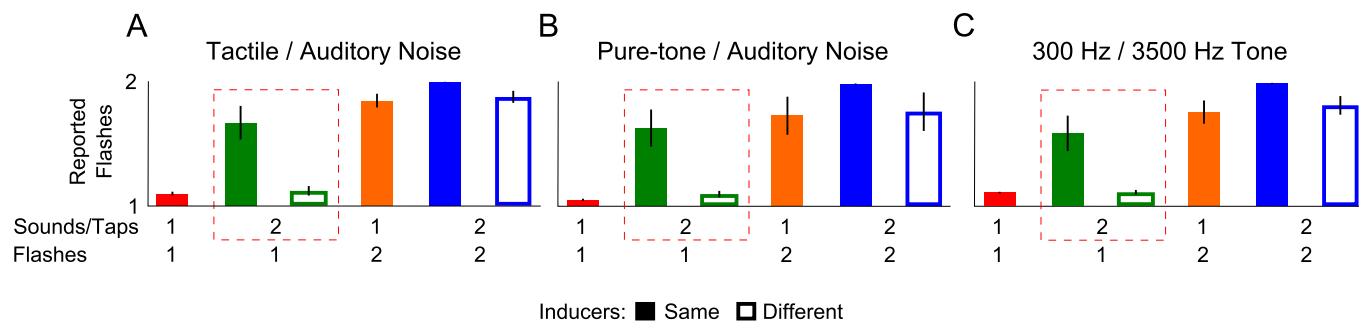 A B C
Tactile / Auditory Noise Pure-tone / Auditory Noise 300 Hz / 3500 Hz Tone
2
Reported
Flashes
1
Sounds/Taps 1 2 1 2 1 2 1 2 1 2 1 2
Flashes 1 1 2 2 1 1 2 2 1 1 2 2
Inducers: Same Different